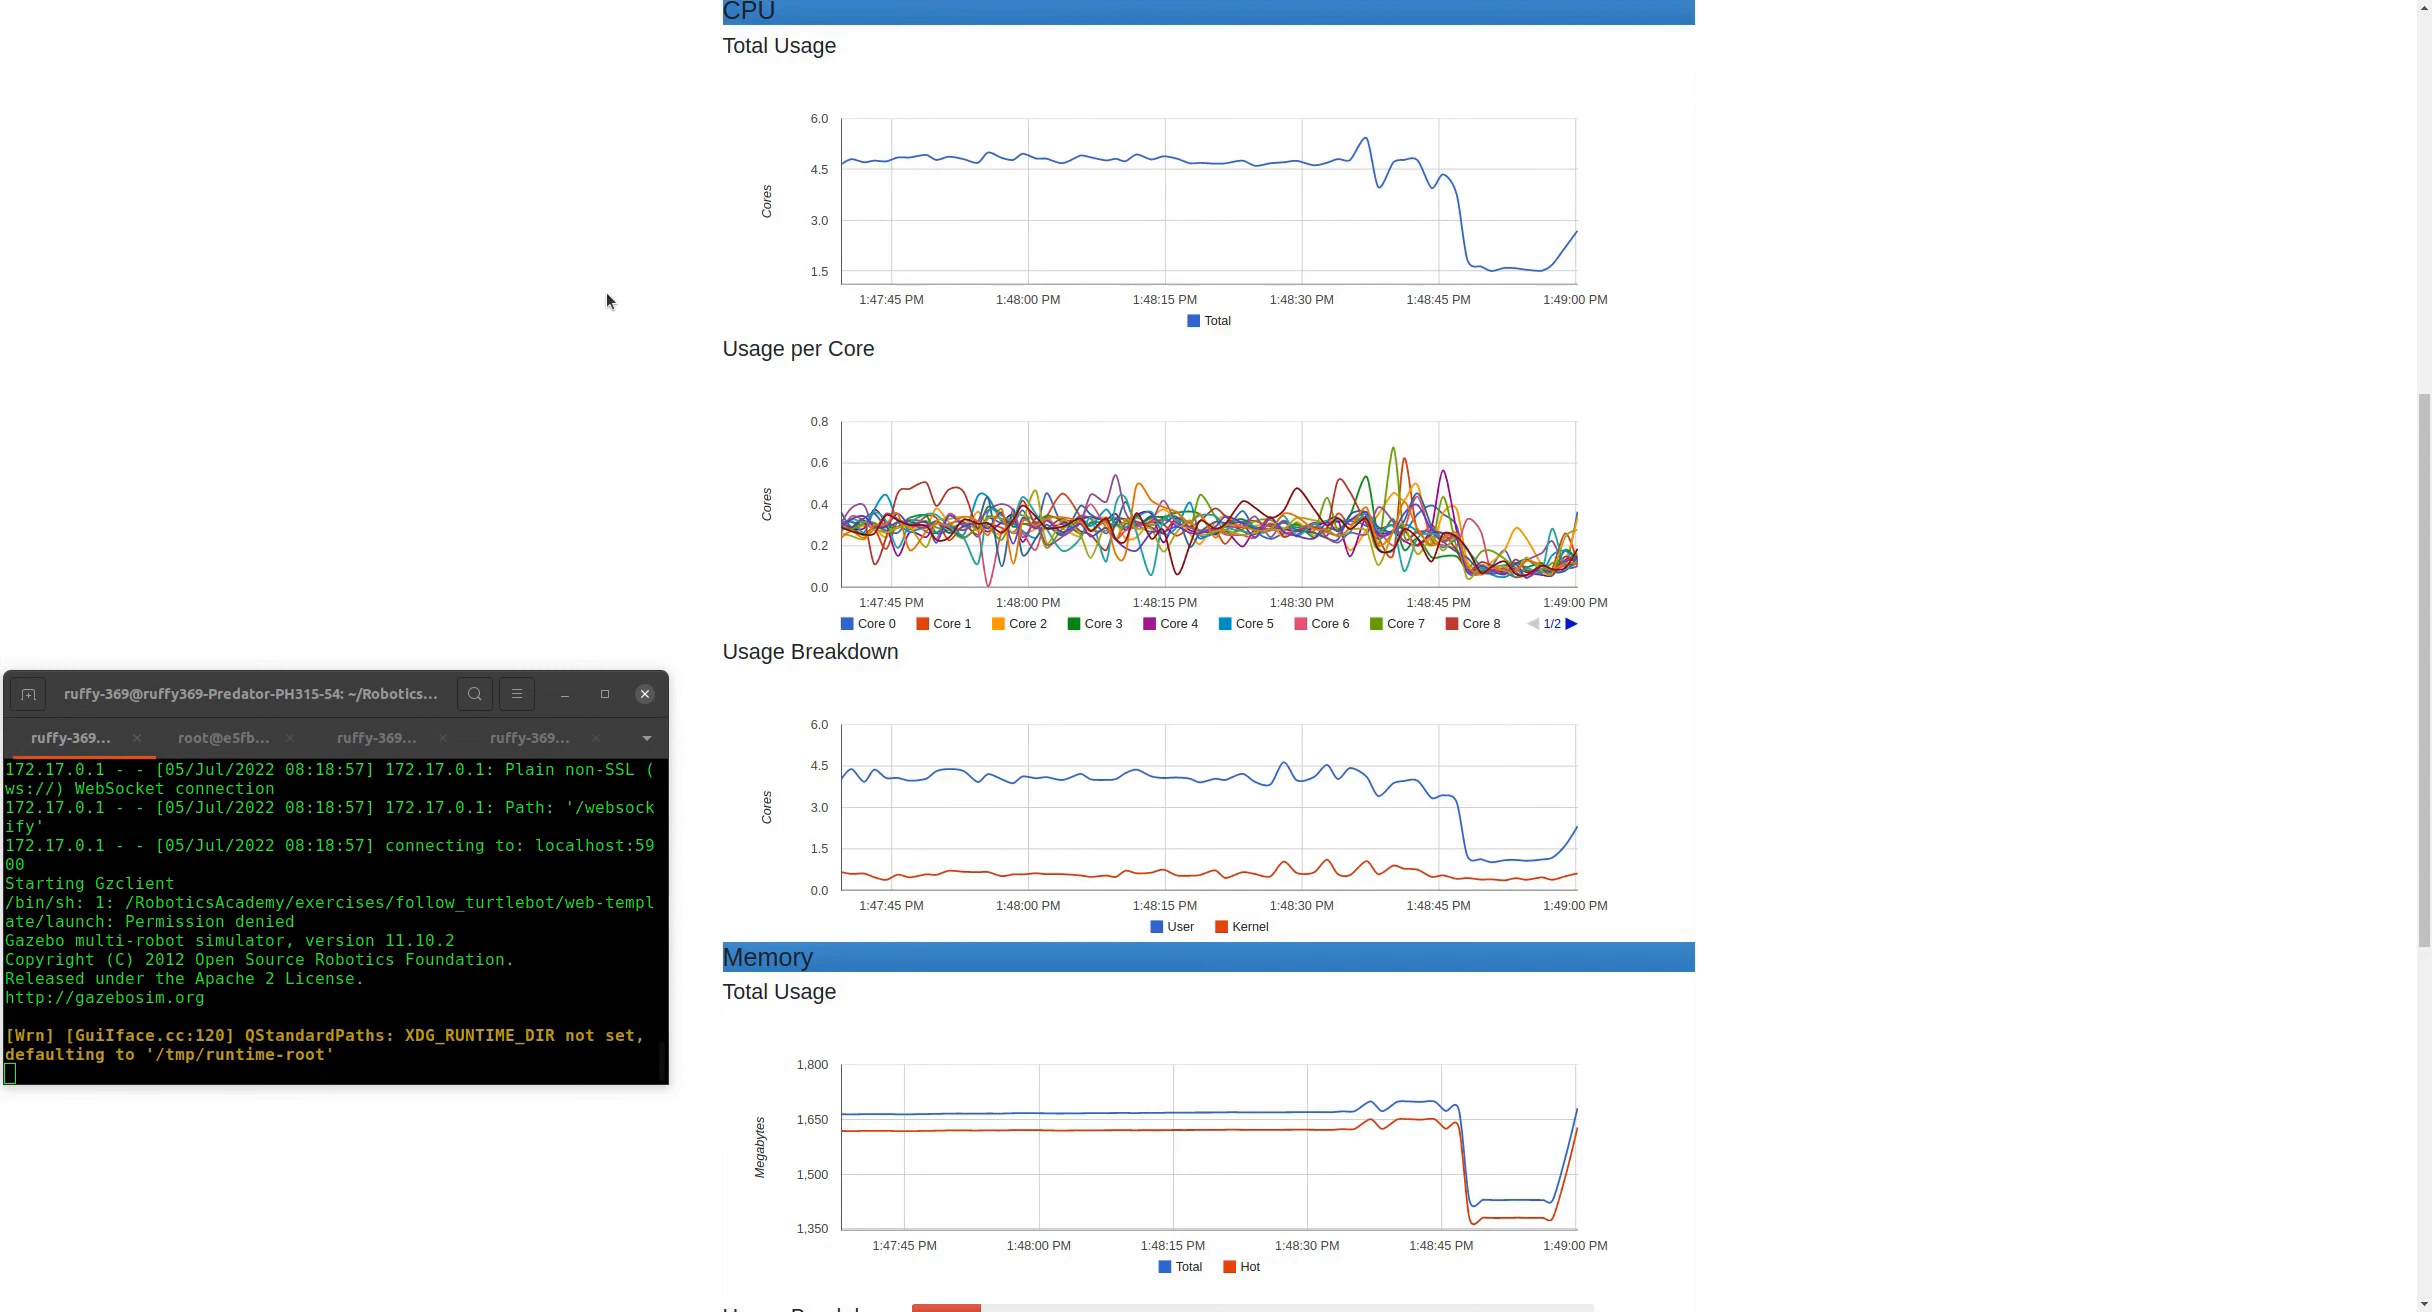 CPU
Total Usage
6.0
4.5
3.0
1.5
Cores
1:47:45 PM 1:48:00 PM 1:48:15 PM 1:48:30 PM 1:48:45 PM 1:49:00 PM
Total
Usage per Core
0.8
0.6
0.4
0.2
0.0
Cores
1:47:45 PM 1:48:00 PM 1:48:15 PM 1:48:30 PM 1:48:45 PM 1:49:00 PM
Core 0 Core 1 Core 2 Core 3 Core 4 Core 5 Core 6 Core 7 Core 8 1/2
Usage Breakdown
6.0
4.5
3.0
1.5
0.0
Cores
1:47:45 PM 1:48:00 PM 1:48:15 PM 1:48:30 PM 1:48:45 PM 1:49:00 PM
User Kernel
Memory
Total Usage
1,800
1,650
1,500
1,350
Megabytes
1:47:45 PM 1:48:00 PM 1:48:15 PM 1:48:30 PM 1:48:45 PM 1:49:00 PM
Total Hot
ruffy-369@ruffy369-Predator-PH315-54: ~/Robotics...
ruffy-369... root@e5fb... ruffy-369... ruffy-369...
172.17.0.1 - - [05/Jul/2022 08:18:57] 172.17.0.1: Plain non-SSL (
ws://) WebSocket connection
172.17.0.1 - - [05/Jul/2022 08:18:57] 172.17.0.1: Path: '/websock
ify'
172.17.0.1 - - [05/Jul/2022 08:18:57] connecting to: localhost:59
00
Starting Gzclient
/bin/sh: 1: /RoboticsAcademy/exercises/follow_turtlebot/web-templ
ate/launch: Permission denied
Gazebo multi-robot simulator, version 11.10.2
Copyright (C) 2012 Open Source Robotics Foundation.
Released under the Apache 2 License.
http://gazebosim.org
[Wrn] [GuiIface.cc:120] QStandardPaths: XDG_RUNTIME_DIR not set,
defaulting to '/tmp/runtime-root'